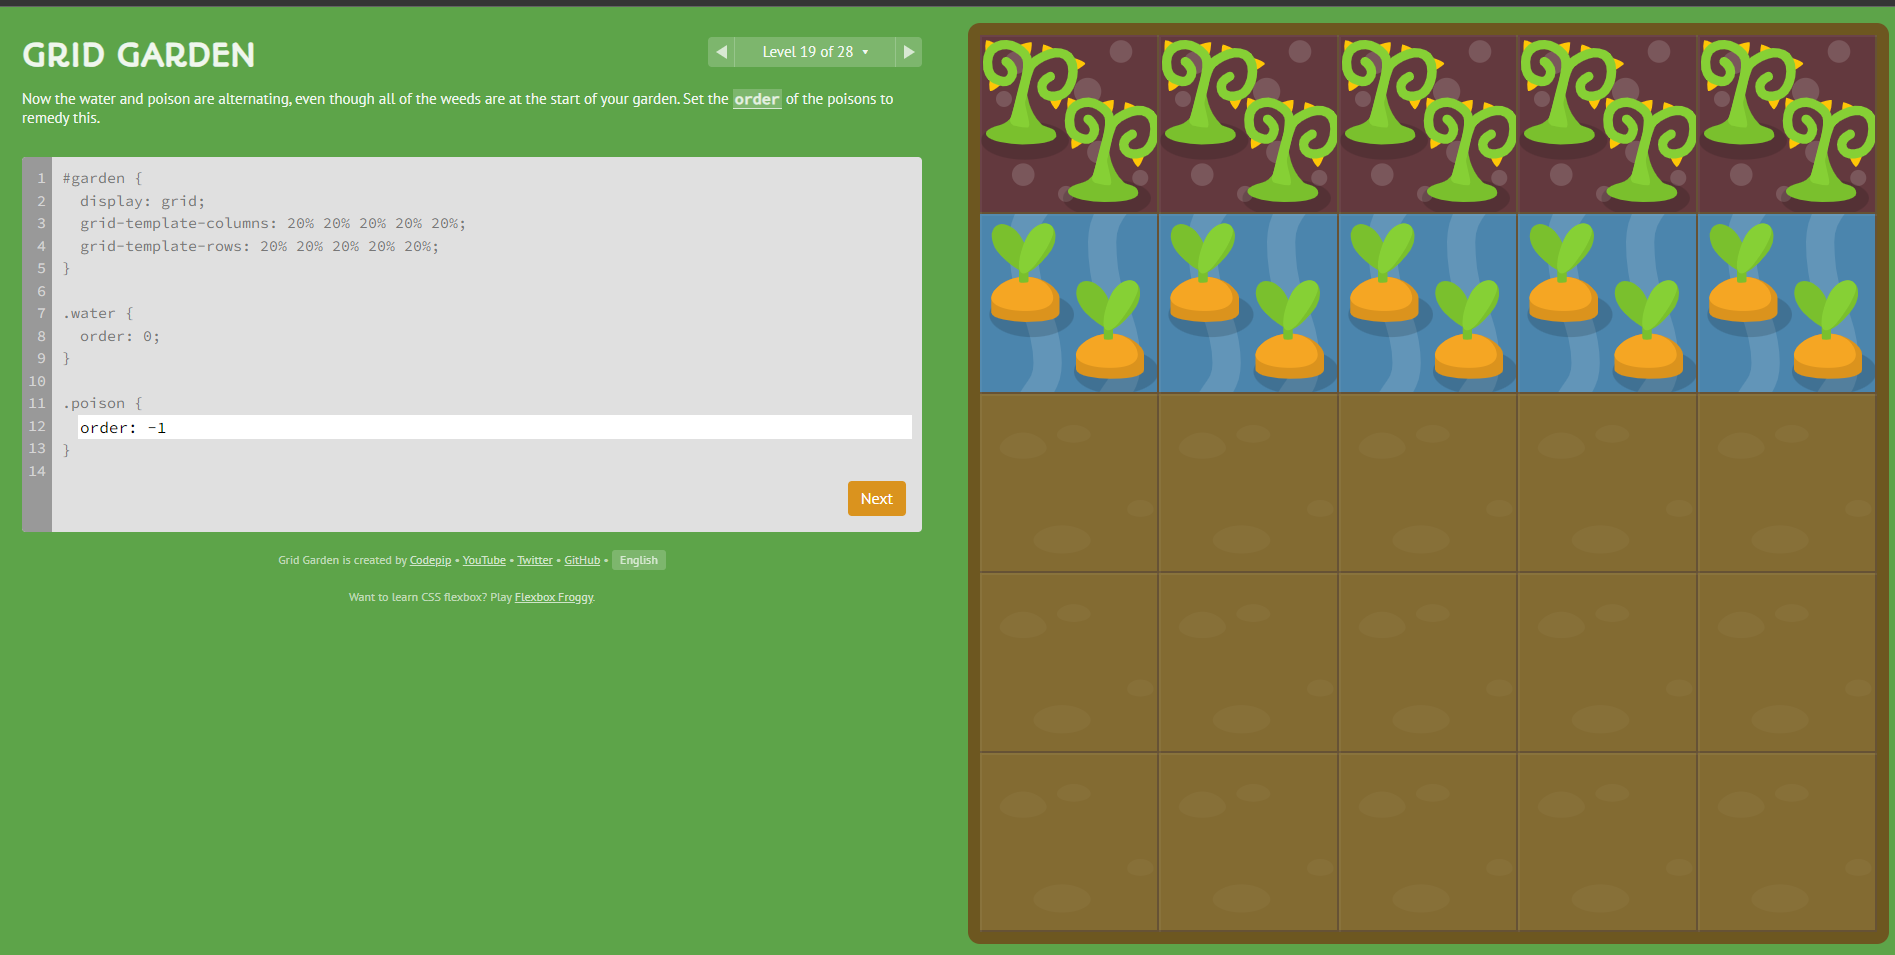 GRID GARDEN
Level 19 of 28
Now the water and poison are alternating, even though all of the weeds are at the start of your garden. Set the order of the poisons to
remedy this.
1 #garden {
2 display: grid;
3 grid-template-columns: 20% 20% 20% 20% 20%;
4 grid-template-rows: 20% 20% 20% 20% 20%;
5 }
6
7 .water {
8 order: 0;
9 }
10
11 .poison {
12 order: -1
13 }
14
Next
Grid Garden is created by Codepip • YouTube • Twitter • GitHub • English
Want to learn CSS flexbox? Play Flexbox Froggy.